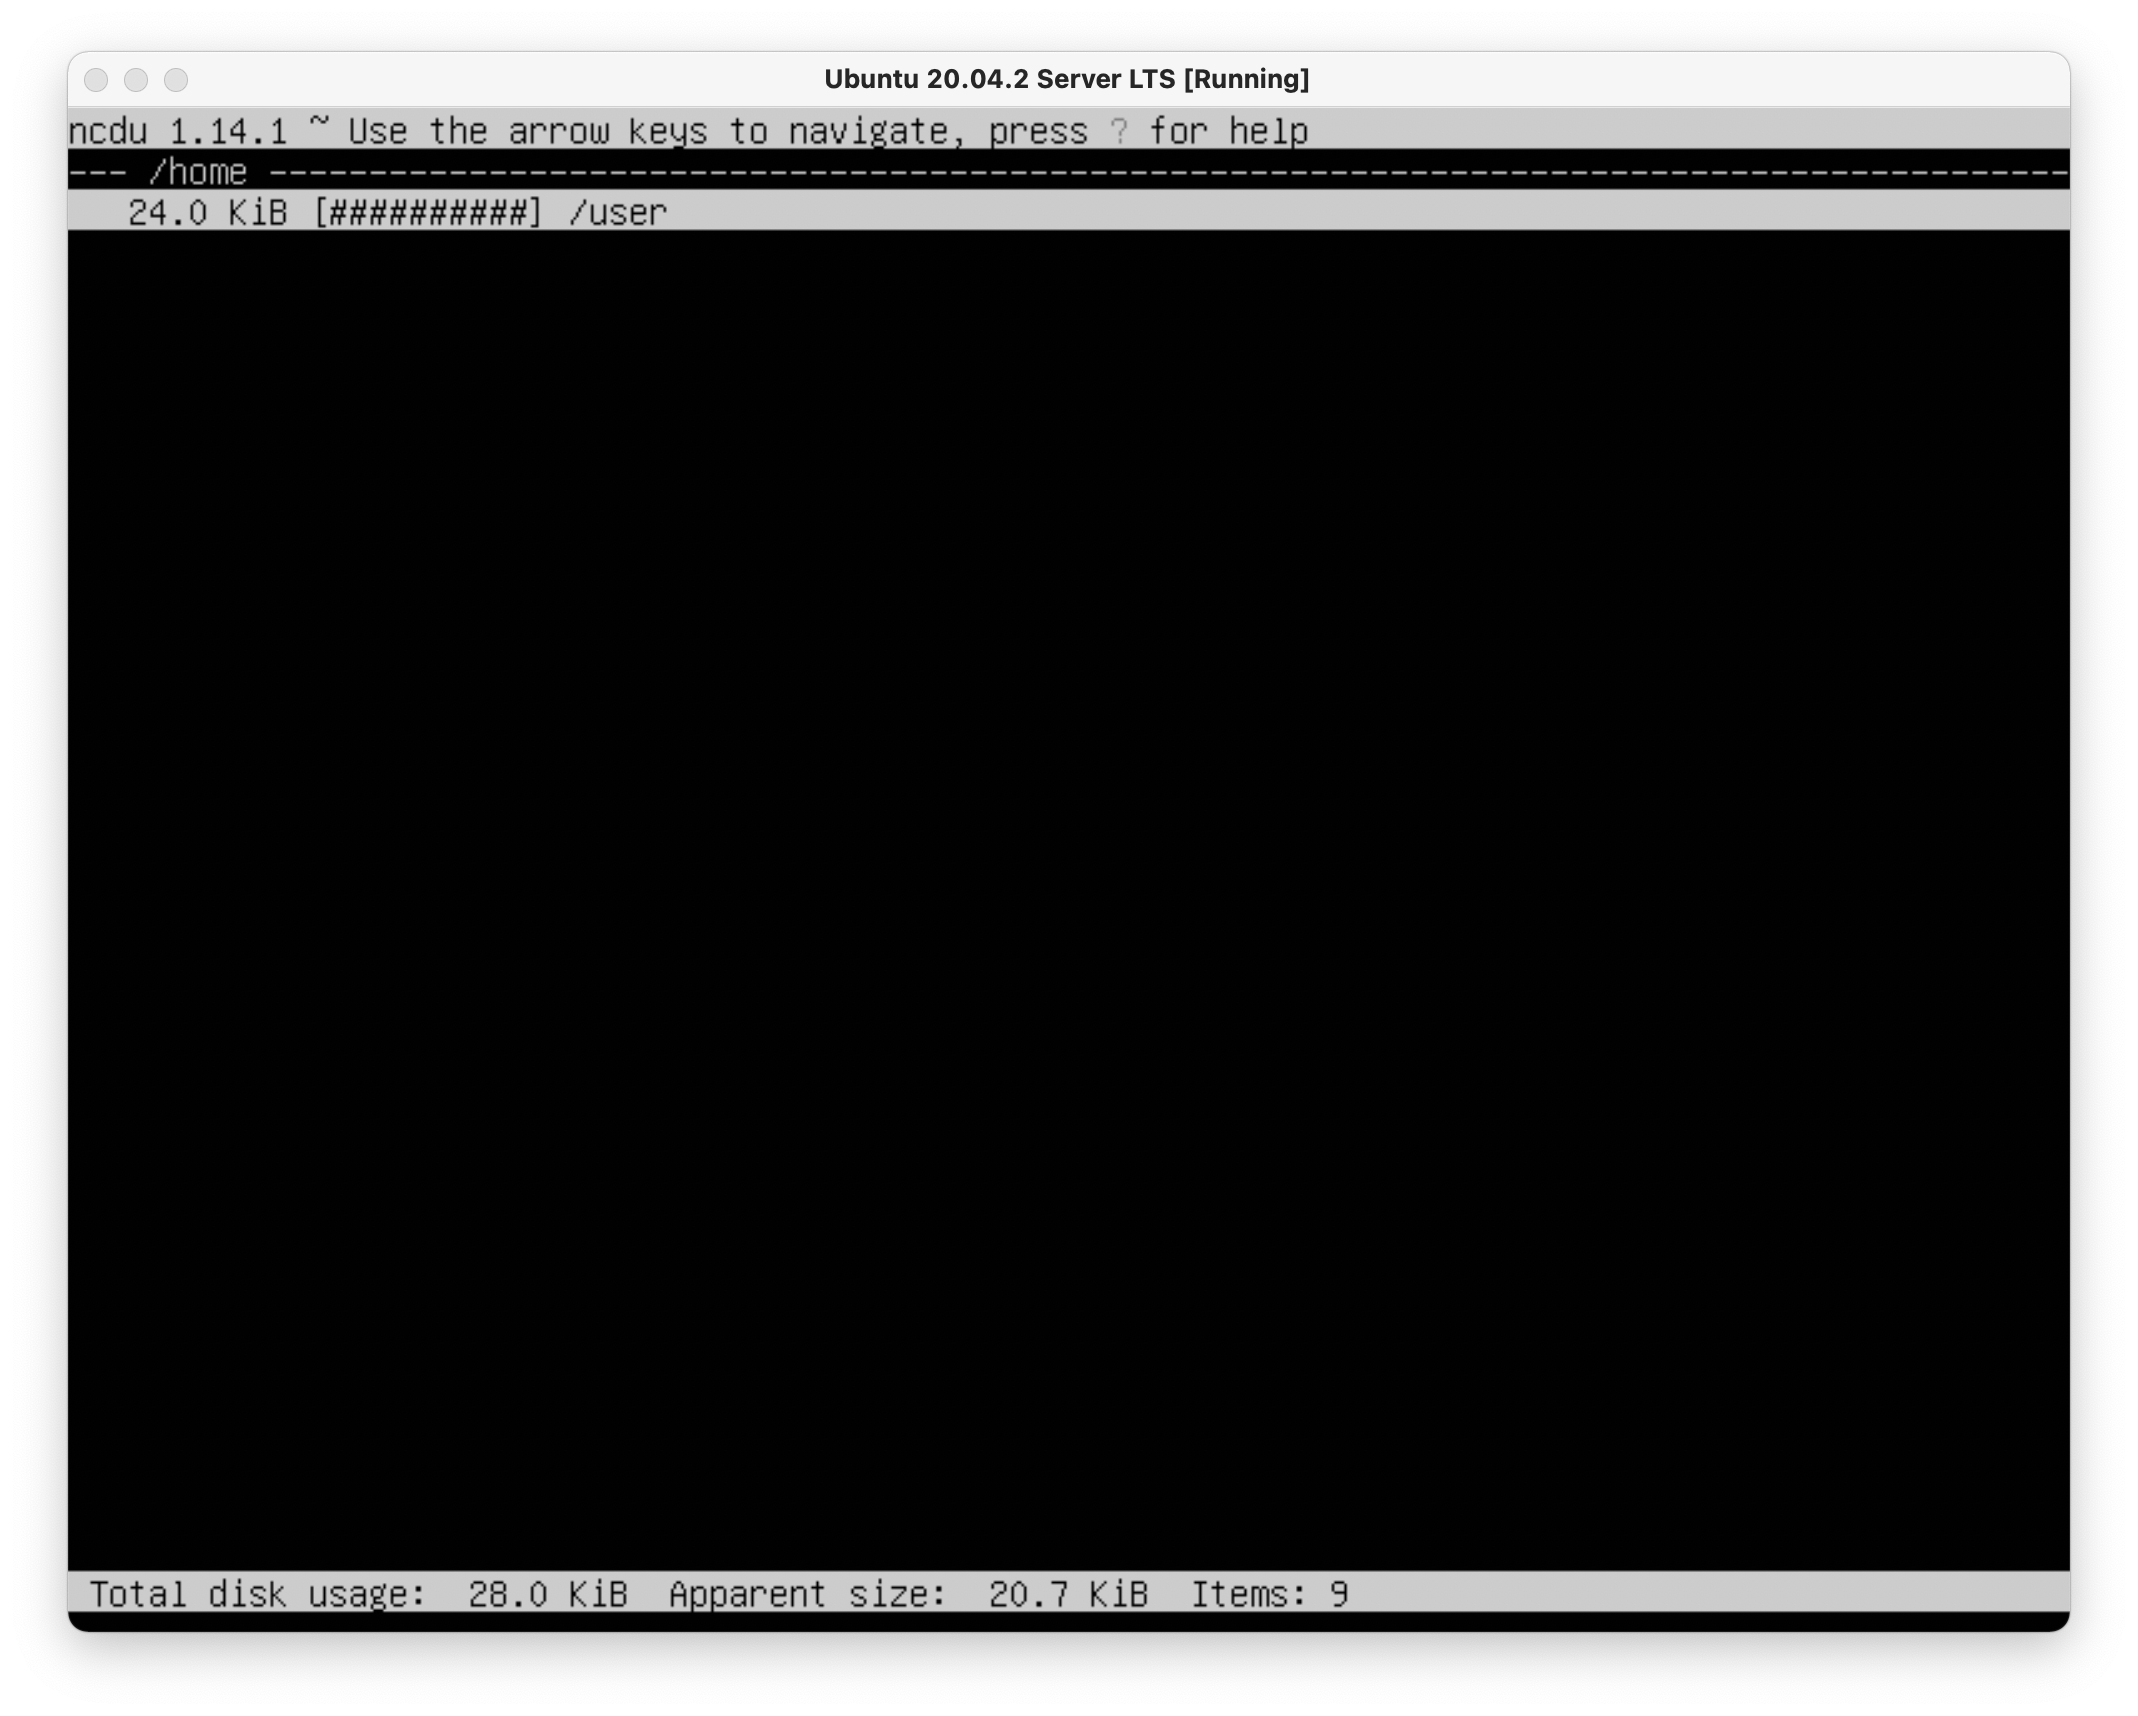 Ubuntu 20.04.2 Server LTS [Running]
ncdu 1.14.1 ~ Use the arrow keys to navigate, press ? for help
--- /home ------------------------------------------------------------------------------------------
   24.0 KiB [##########] /user
 Total disk usage:  28.0 KiB  Apparent size:  20.7 KiB  Items: 9